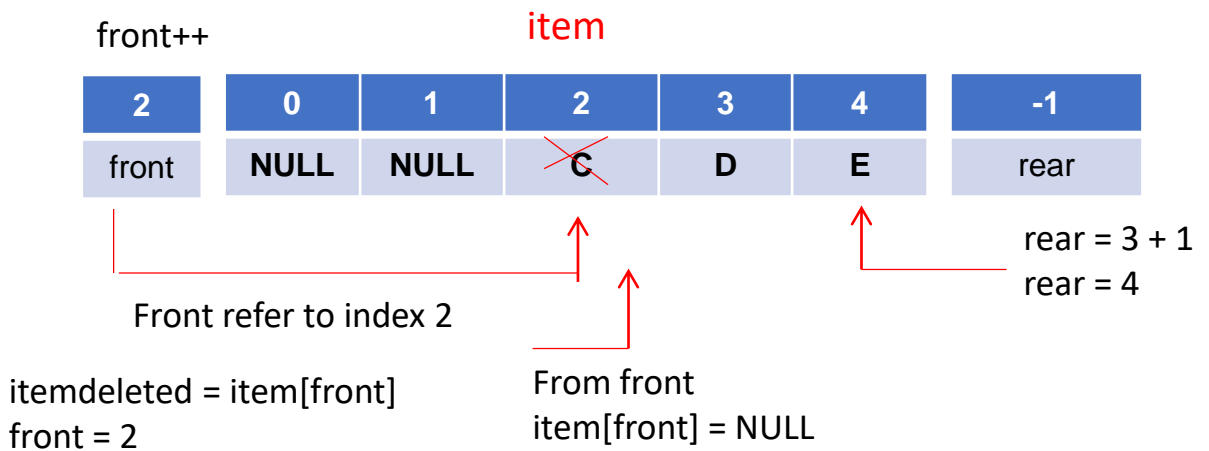 front++
item
2 0 1 2 3 4 -1
front NULL NULL C D E rear
rear = 3 + 1
rear = 4
Front refer to index 2
itemdeleted = item[front]
front = 2
From front
item[front] = NULL